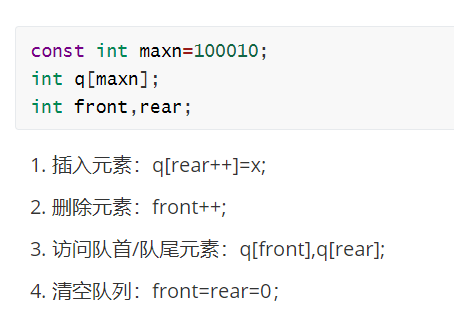 const int maxn=100010;
int q[maxn];
int front,rear;
1. 插入元素：q[rear++]=x;
2. 删除元素：front++;
3. 访问队首/队尾元素：q[front],q[rear];
4. 清空队列：front=rear=0；